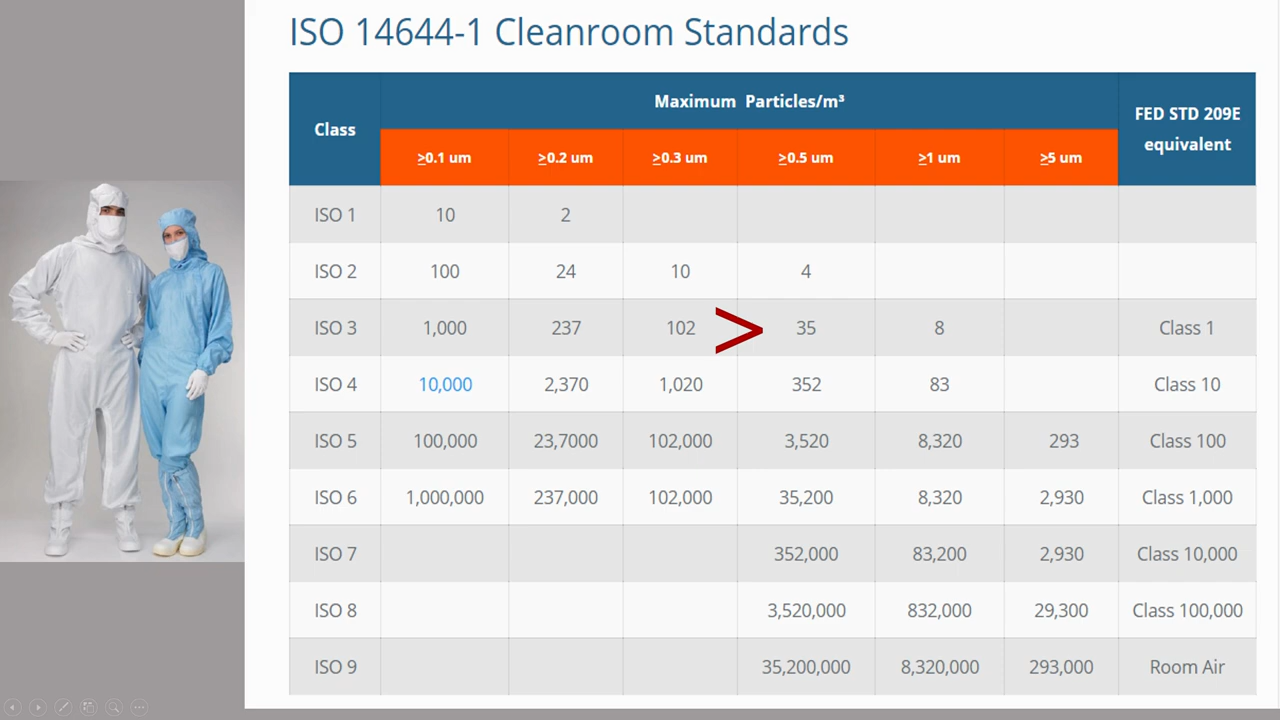 ISO 14644-1 Cleanroom Standards
Class Maximum Particles/m³ FED STD 209E equivalent
≥0.1 um ≥0.2 um ≥0.3 um ≥0.5 um ≥1 um ≥5 um
ISO 1 10 2
ISO 2 100 24 10 4
ISO 3 1,000 237 102 > 35 8 Class 1
ISO 4 10,000 2,370 1,020 352 83 Class 10
ISO 5 100,000 23,7000 102,000 3,520 8,320 293 Class 100
ISO 6 1,000,000 237,000 102,000 35,200 8,320 2,930 Class 1,000
ISO 7 352,000 83,200 2,930 Class 10,000
ISO 8 3,520,000 832,000 29,300 Class 100,000
ISO 9 35,200,000 8,320,000 293,000 Room Air